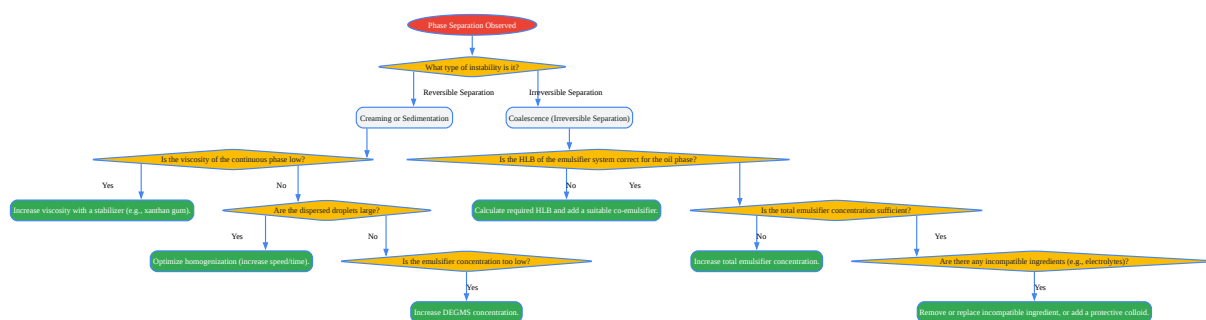 Phase Separation Observed
What type of instability is it?
Reversible Separation
Irreversible Separation
Creaming or Sedimentation
Coalescence (Irreversible Separation)
Is the viscosity of the continuous phase low?
Is the HLB of the emulsifier system correct for the oil phase?
Yes
No
No
Yes
Increase viscosity with a stabilizer (e.g., xanthan gum).
Are the dispersed droplets large?
Calculate required HLB and add a suitable co-emulsifier.
Is the total emulsifier concentration sufficient?
Yes
No
No
Yes
Optimize homogenization (increase speed/time).
Is the emulsifier concentration too low?
Increase total emulsifier concentration.
Are there any incompatible ingredients (e.g., electrolytes)?
Yes
Yes
Increase DEGMS concentration.
Remove or replace incompatible ingredient, or add a protective colloid.